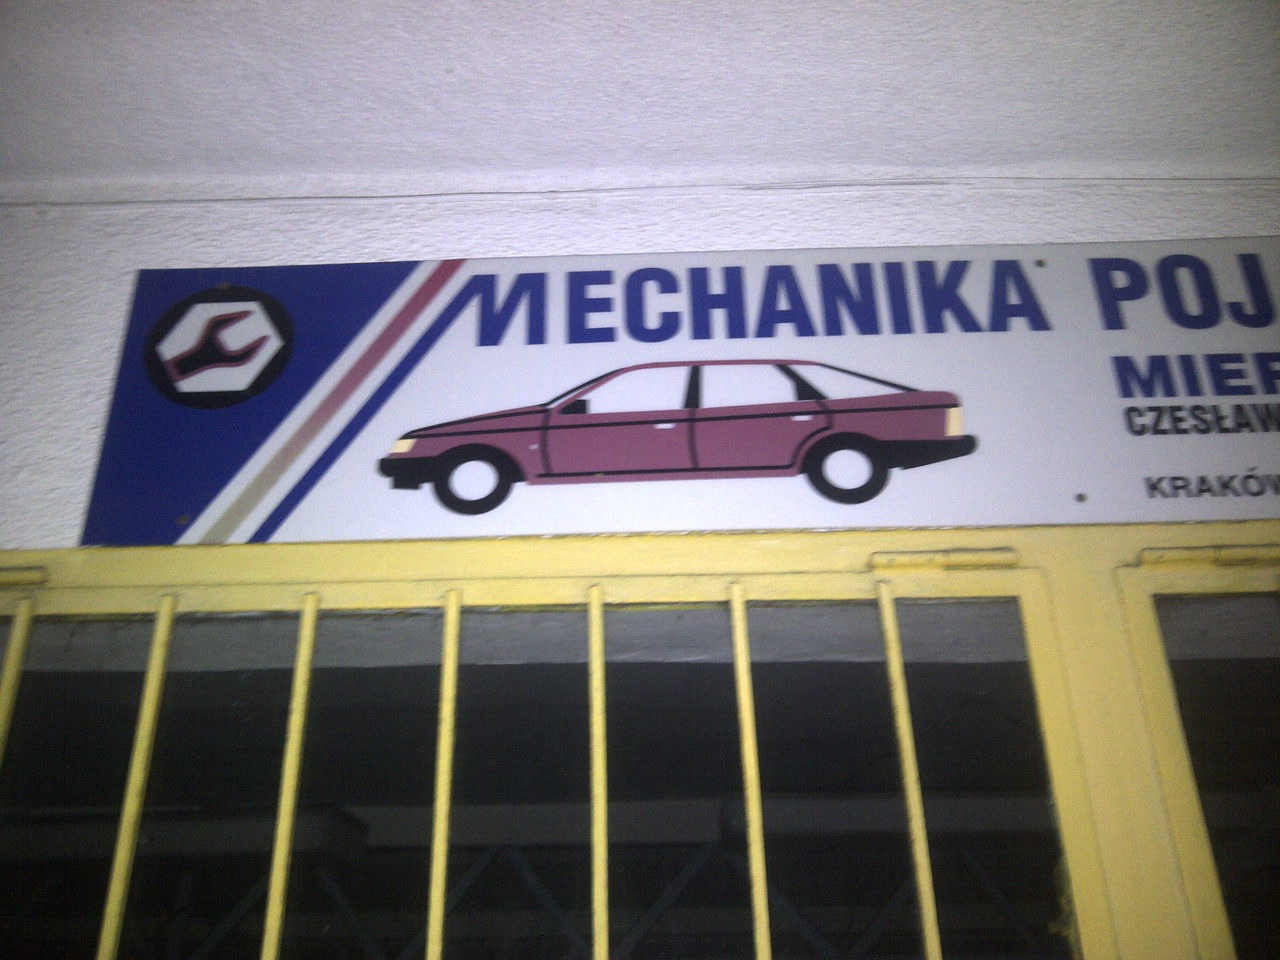 MECHANIKA POJ
MIER
CZESŁAW
KRAKÓW